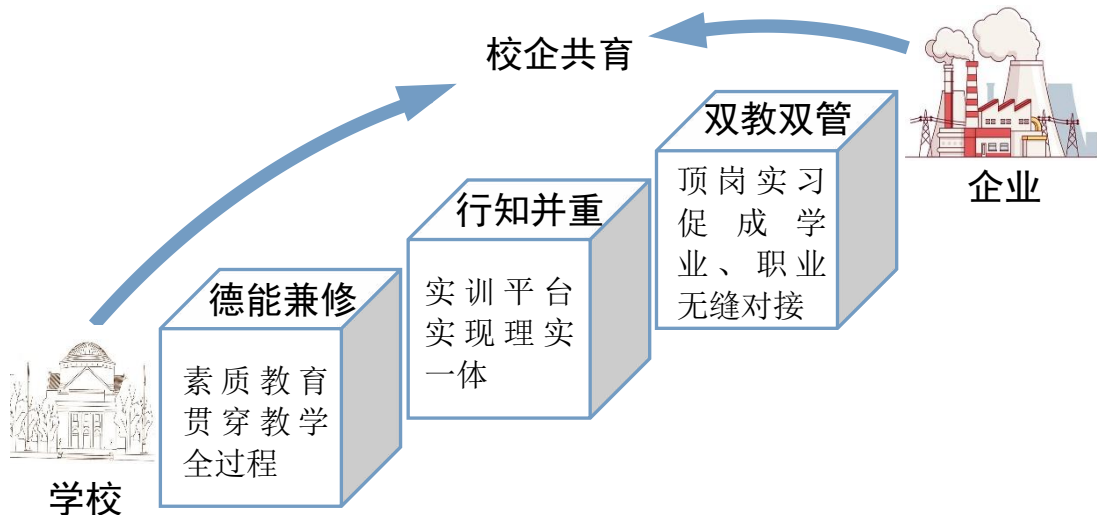 校企共育
双教双管
顶岗实习
促成学
业、职业
无缝对接
企业
行知并重
实训平台
实现理实
一体
德能兼修
素质教育
贯穿教学
全过程
学校